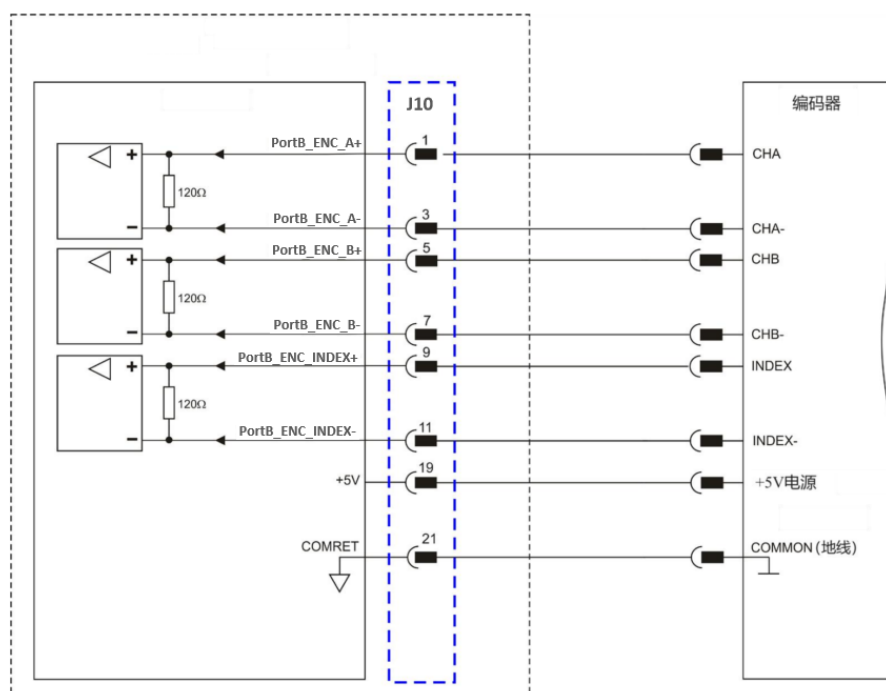 J10
编码器
PortB_ENC_A+
1
CHA
+
120Ω
PortB_ENC_A-
3
CHA-
−
PortB_ENC_B+
5
CHB
+
120Ω
PortB_ENC_B-
7
CHB-
−
PortB_ENC_INDEX+
9
INDEX
+
120Ω
PortB_ENC_INDEX-
11
INDEX-
−
+5V
19
+5V电源
COMRET
21
COMMON (地线)